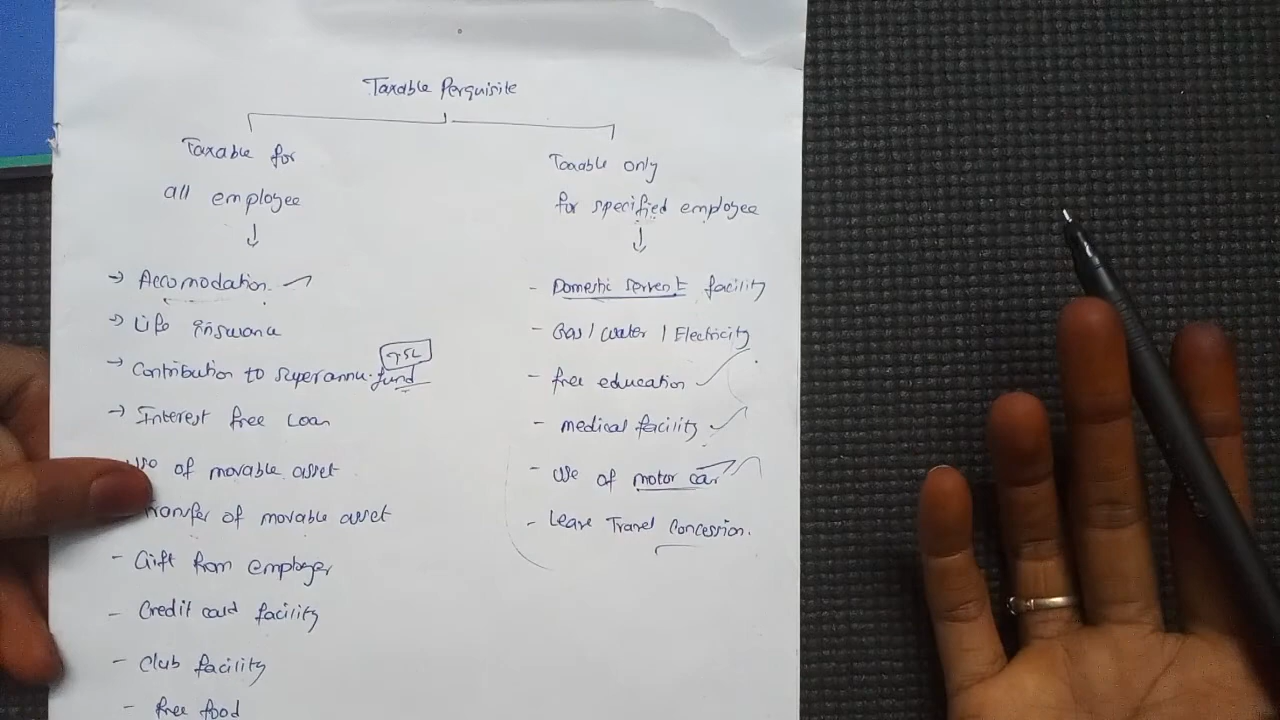 Taxable Perquisite
Taxable for
all employee
→ Accomodation
→ Life insurance
→ Contribution to superannu. fund
→ Interest free Loan
of movable asset
Transfer of movable asset
- Gift from employer
- Credit card facility
- Club facility
- free food
Taxable only
for specified employee
- Domestic servent facility
- Gas / water / Electricity
- free education
- medical facility
- Use of motor car
- Leave Travel Concession.